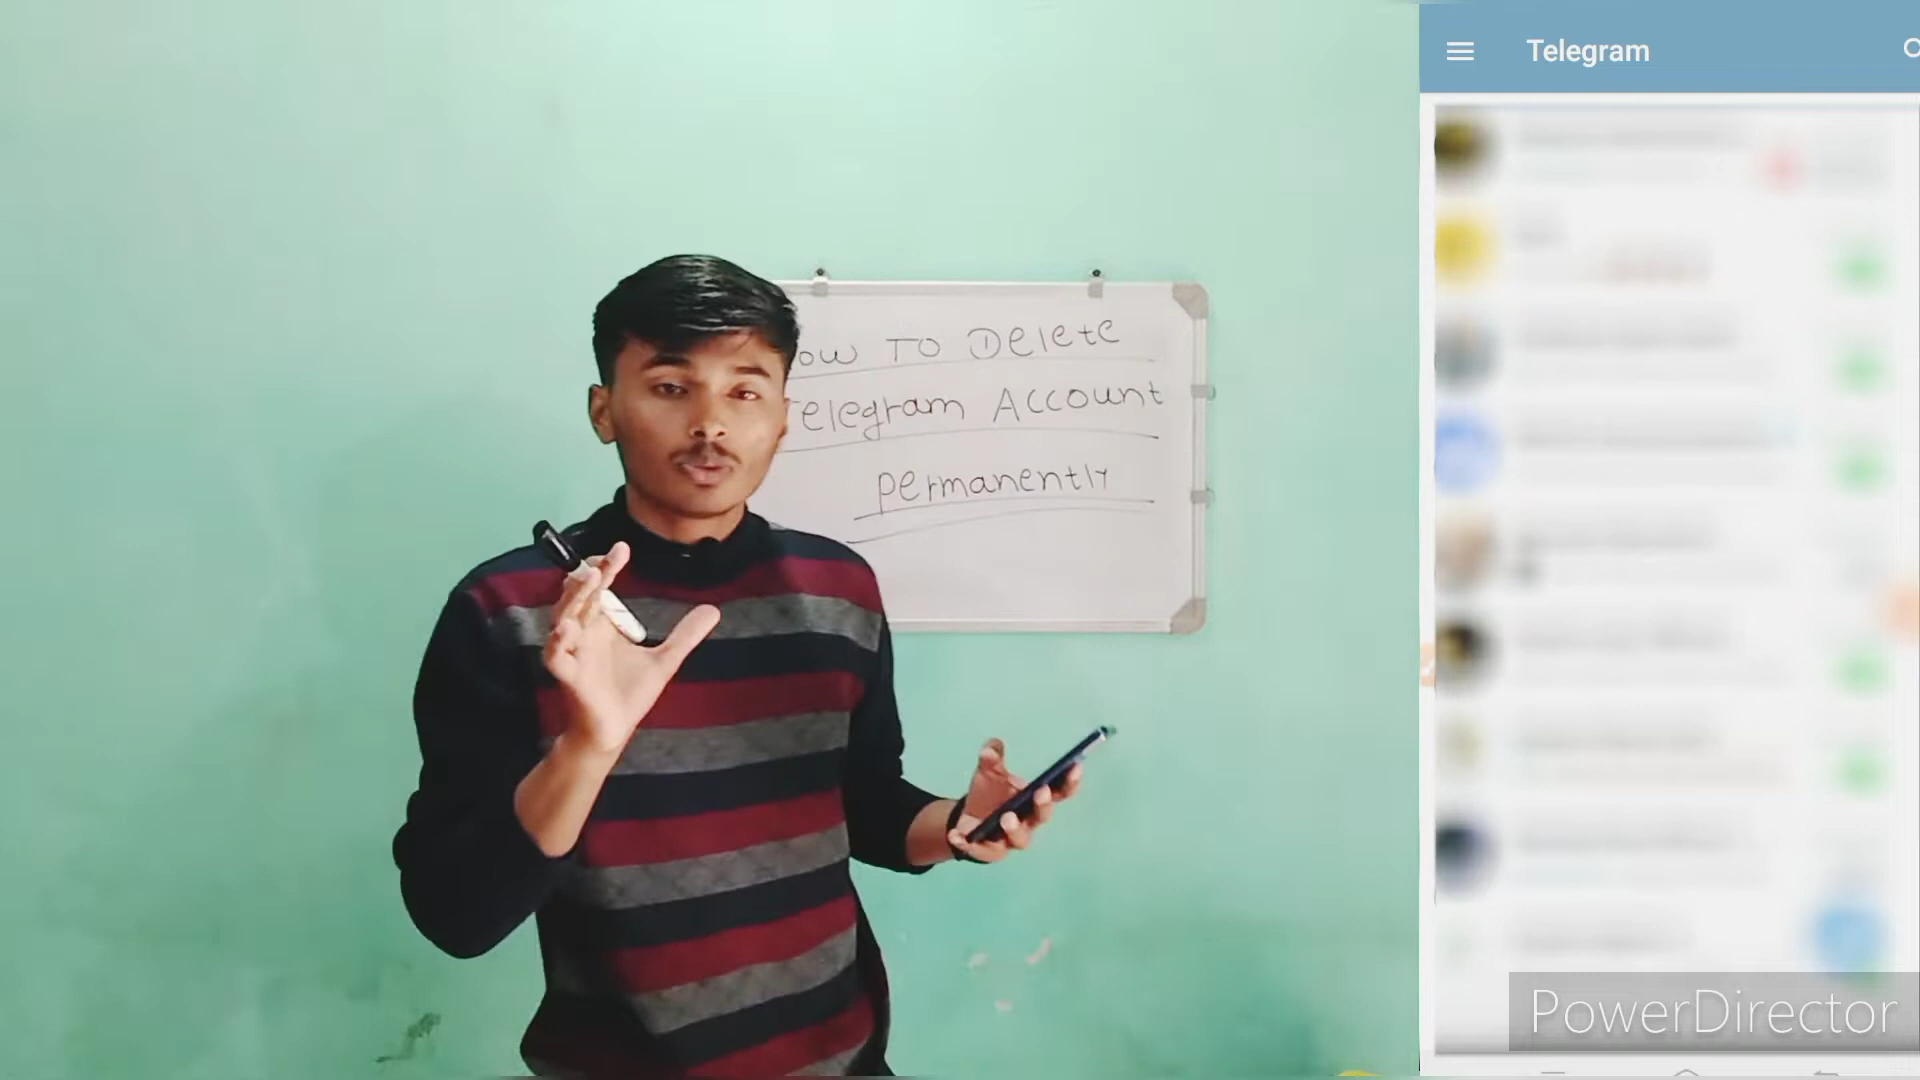 Telegram
ow TO Delete
elegram Account
permanently
PowerDirector